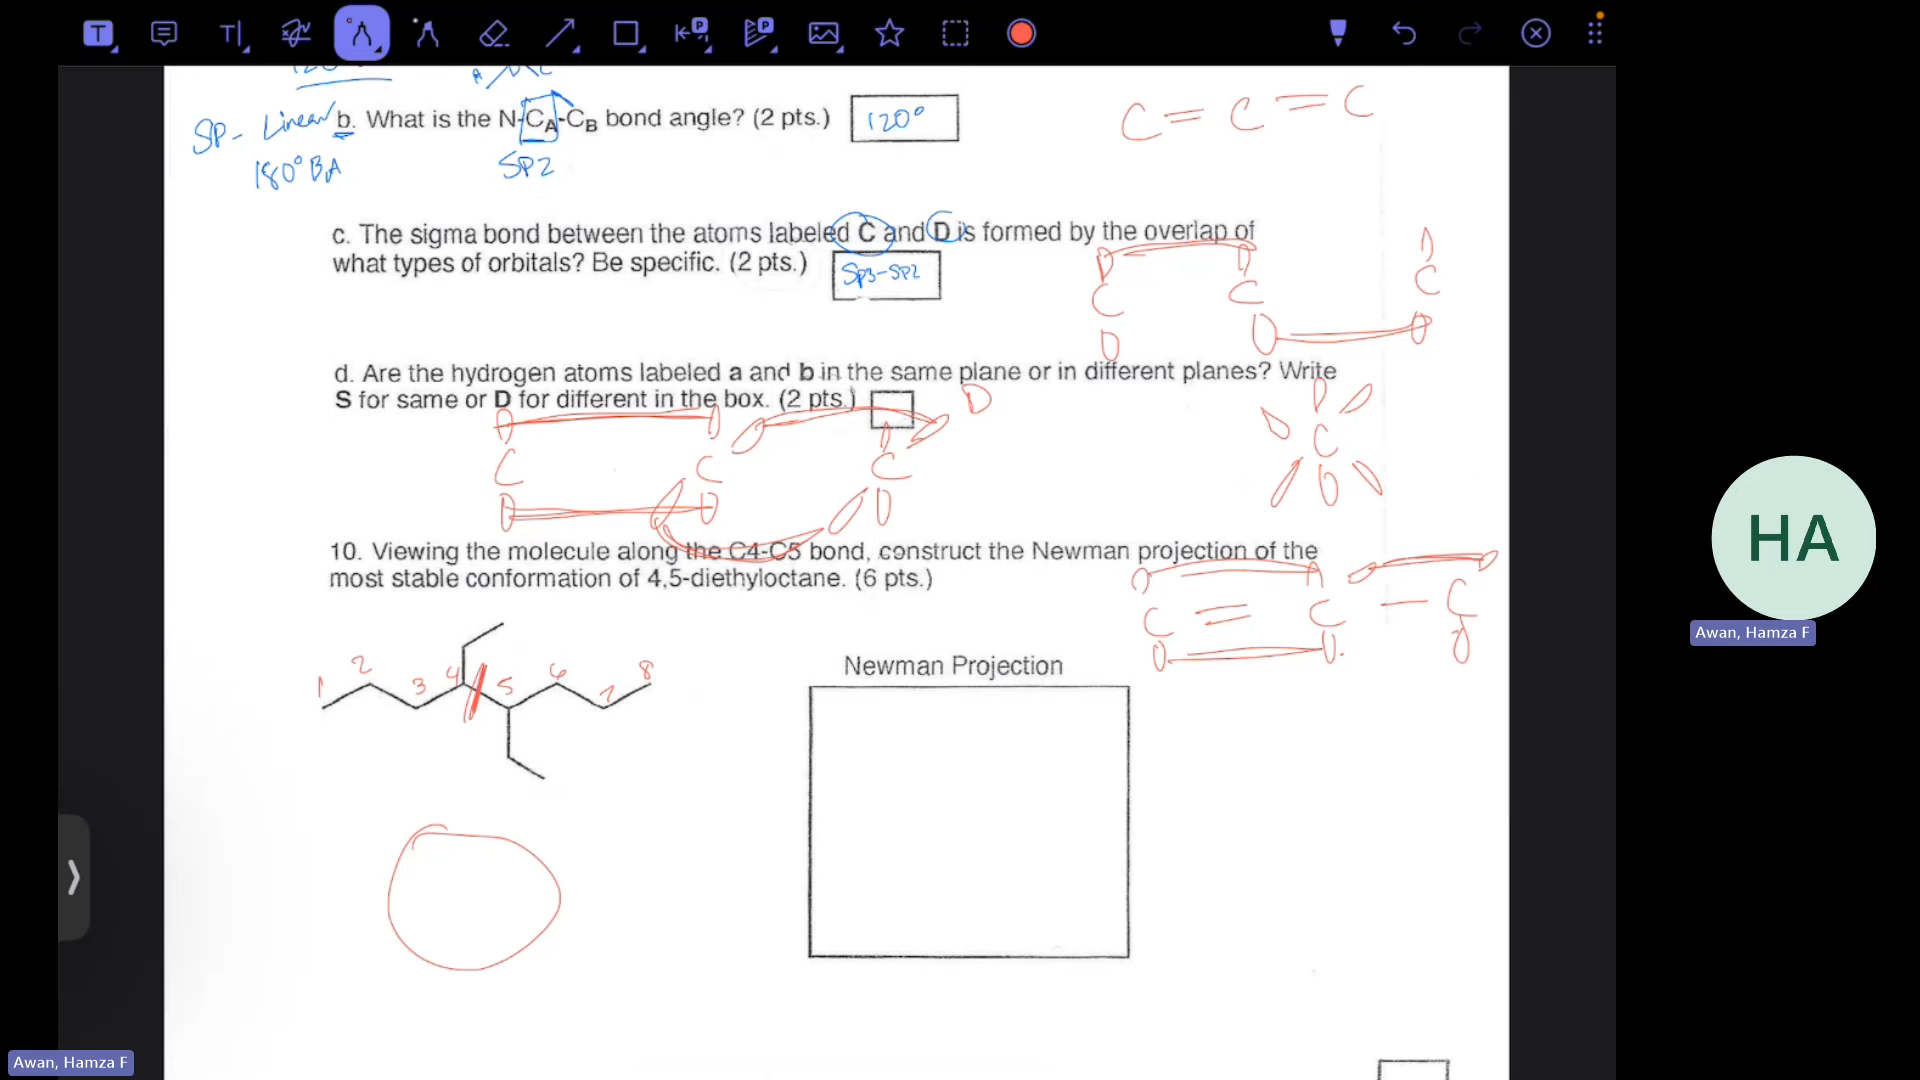 SP - Linear
180° BA
b. What is the N-CA-CB bond angle? (2 pts.)
120°
SP2
C = C = C
c. The sigma bond between the atoms labeled C and D is formed by the overlap of
what types of orbitals? Be specific. (2 pts.)
SP3-SP2
C C C
d. Are the hydrogen atoms labeled a and b in the same plane or in different planes? Write
S for same or D for different in the box. (2 pts.)
D
C
C C C
10. Viewing the molecule along the C4-C5 bond, construct the Newman projection of the
most stable conformation of 4,5-diethyloctane. (6 pts.)
C = C - C
1 2 3 4 5 6 7 8
Newman Projection
HA
Awan, Hamza F
Awan, Hamza F